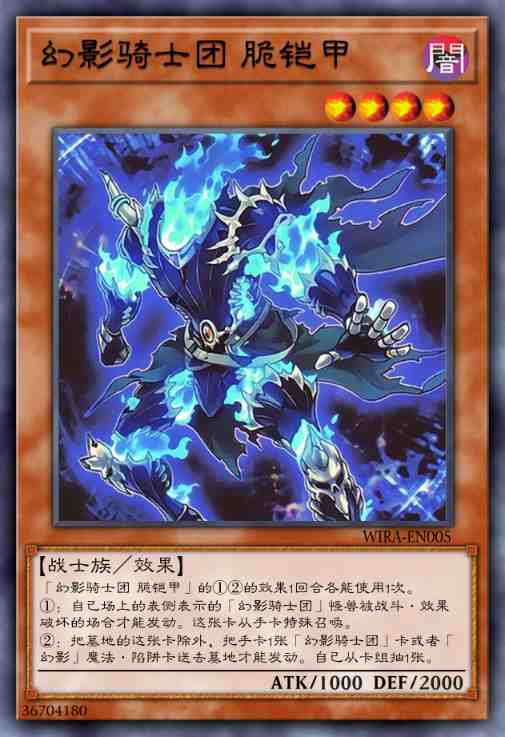 幻影骑士团 脆铠甲
闇
WIRA-EN005
【战士族／效果】
「幻影骑士团 脆铠甲」的①②的效果1回合各能使用1次。
①：自己场上的表侧表示的「幻影骑士团」怪兽被战斗·效果
破坏的场合才能发动。这张卡从手卡特殊召唤。
②：把墓地的这张卡除外，把手卡1张「幻影骑士团」卡或者「
幻影」魔法·陷阱卡送去墓地才能发动。自己从卡组抽1张。
ATK/1000 DEF/2000
36704180